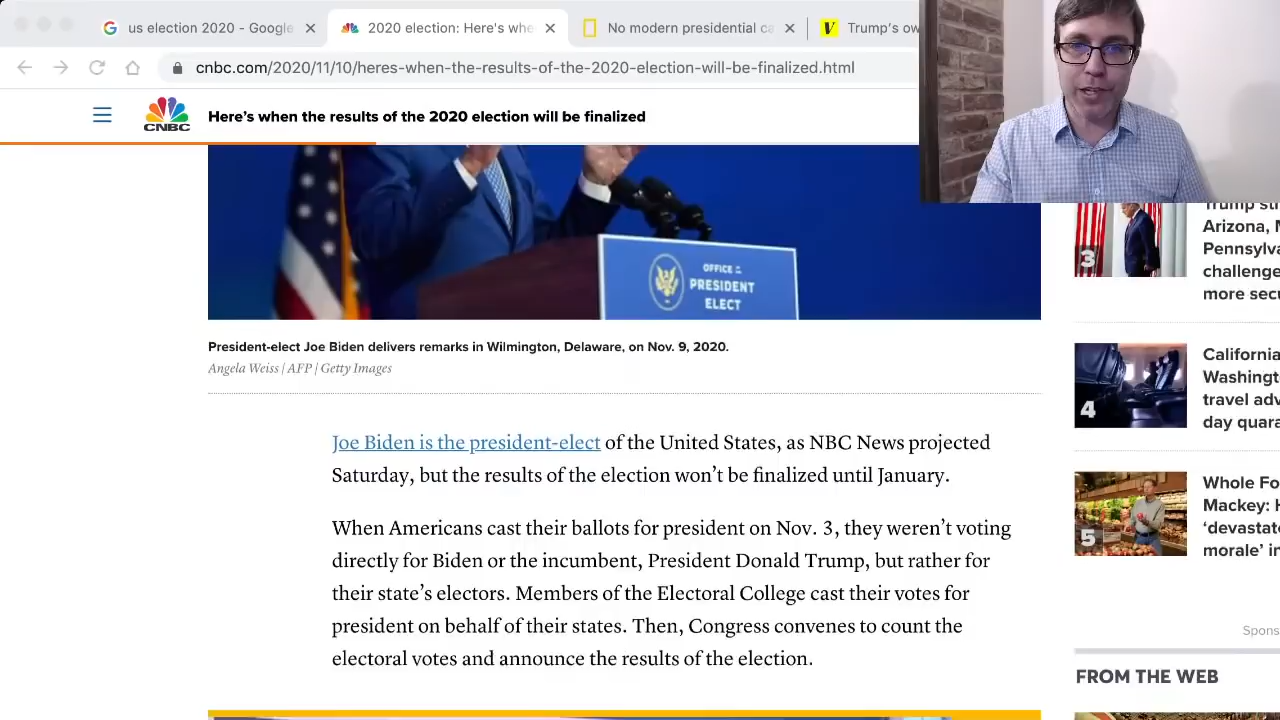 us election 2020 - Google
2020 election: Here's whe
No modern presidential ca
Trump's ow
cnbc.com/2020/11/10/heres-when-the-results-of-the-2020-election-will-be-finalized.html
CNBC
Here's when the results of the 2020 election will be finalized
OFFICE OF THE
PRESIDENT
ELECT
President-elect Joe Biden delivers remarks in Wilmington, Delaware, on Nov. 9, 2020.
Angela Weiss | AFP | Getty Images
Joe Biden is the president-elect of the United States, as NBC News projected
Saturday, but the results of the election won't be finalized until January.
When Americans cast their ballots for president on Nov. 3, they weren't voting
directly for Biden or the incumbent, President Donald Trump, but rather for
their state's electors. Members of the Electoral College cast their votes for
president on behalf of their states. Then, Congress convenes to count the
electoral votes and announce the results of the election.
3
Trump str
Arizona, M
Pennsylva
challenge
more secu
4
California
Washingt
travel adv
day quara
5
Whole Fo
Mackey: H
'devastate
morale' in
Spons
FROM THE WEB